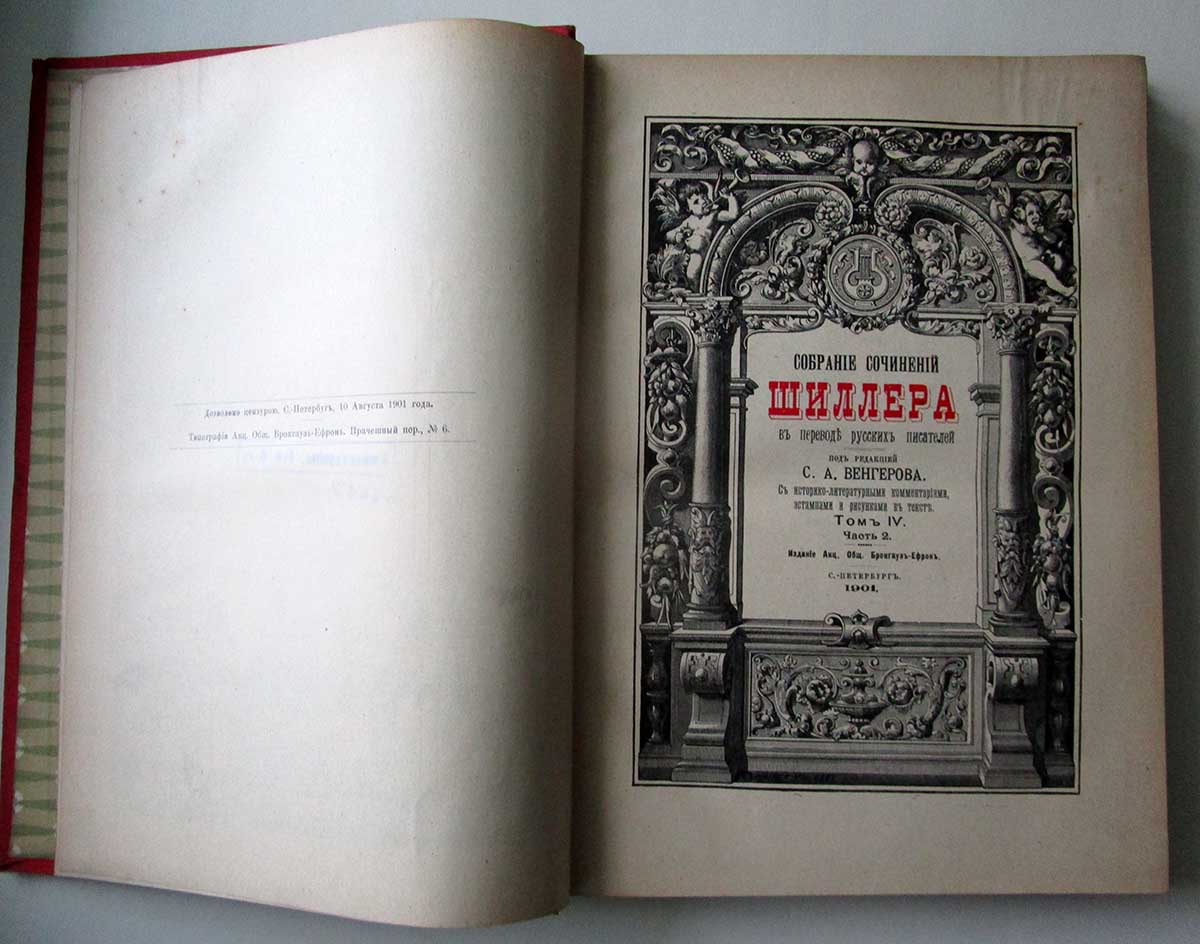 Дозволено цензурою. С.-Петербугъ, 10 Августа 1901 года.
Типографія Акц. Общ. Брокгаузъ-Ефронъ. Прачешный пер., № 6.
СОБРАНІЕ СОЧИНЕНІЙ
ШИЛЛЕРА
въ переводѣ русскихъ писателей
ПОДЪ РЕДАКЦІЕЙ
С. А. ВЕНГЕРОВА.
Съ историко-литературными комментаріями,
эстампами и рисунками въ текстѣ.
Томъ IV.
Часть 2.
Изданіе Акц. Общ. Брокгаузъ-Ефронъ.
С.-ПЕТЕРБУРГЪ.
1901.